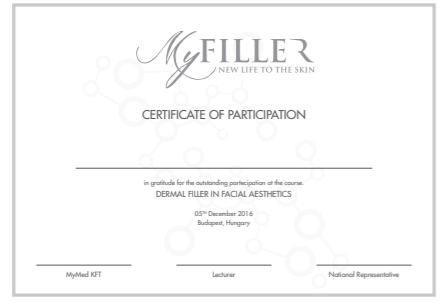 MyFILLER
NEW LIFE TO THE SKIN
CERTIFICATE OF PARTICIPATION
in gratitude for the outstanding partecipation at the course.
DERMAL FILLER IN FACIAL AESTHETICS
05TH December 2016
Budapest, Hungary
MyMed KFT
Lecturer
National Representative